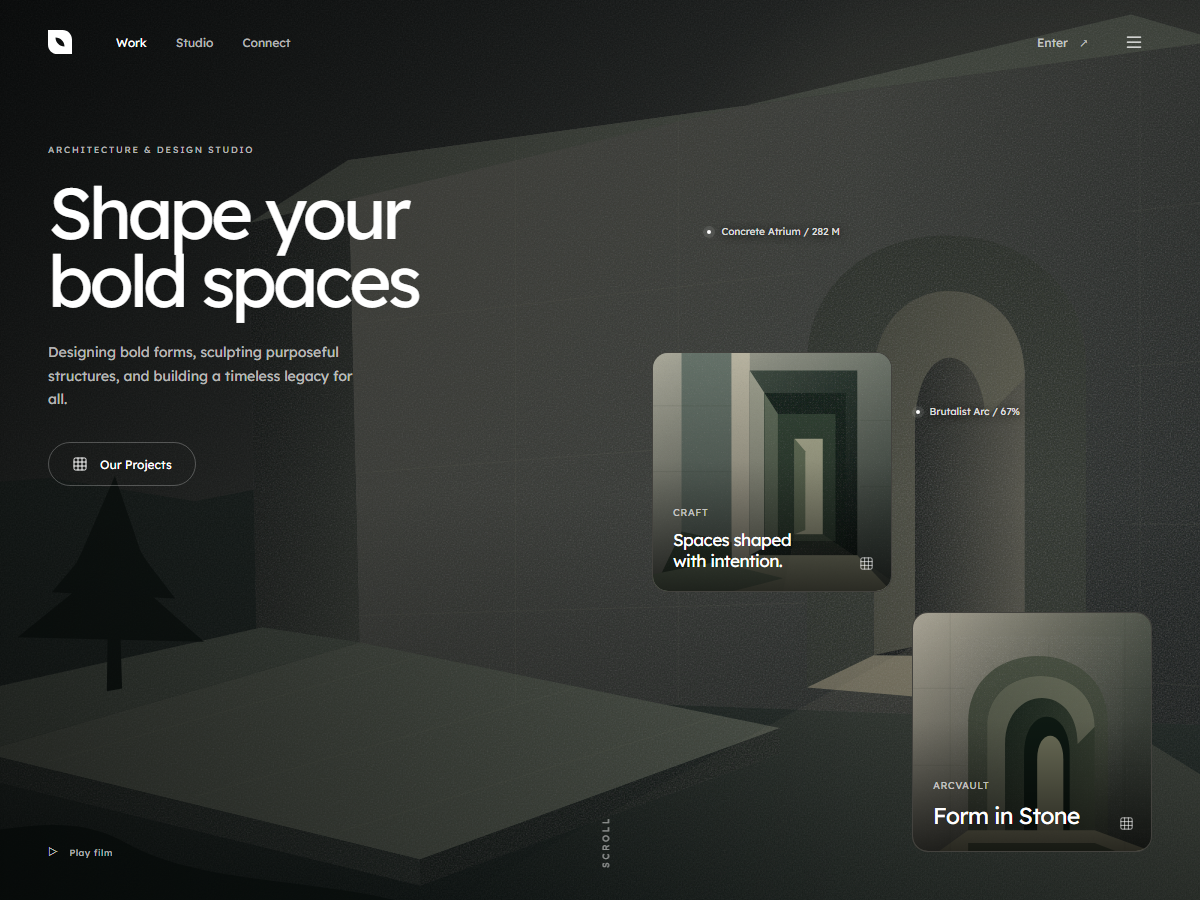 Work
Studio
Connect
Enter ↗
ARCHITECTURE & DESIGN STUDIO
Shape your
bold spaces
Designing bold forms, sculpting purposeful
structures, and building a timeless legacy for
all.
Our Projects
Concrete Atrium / 282 M
Brutalist Arc / 67%
CRAFT
Spaces shaped
with intention.
ARCVAULT
Form in Stone
Play film
SCROLL